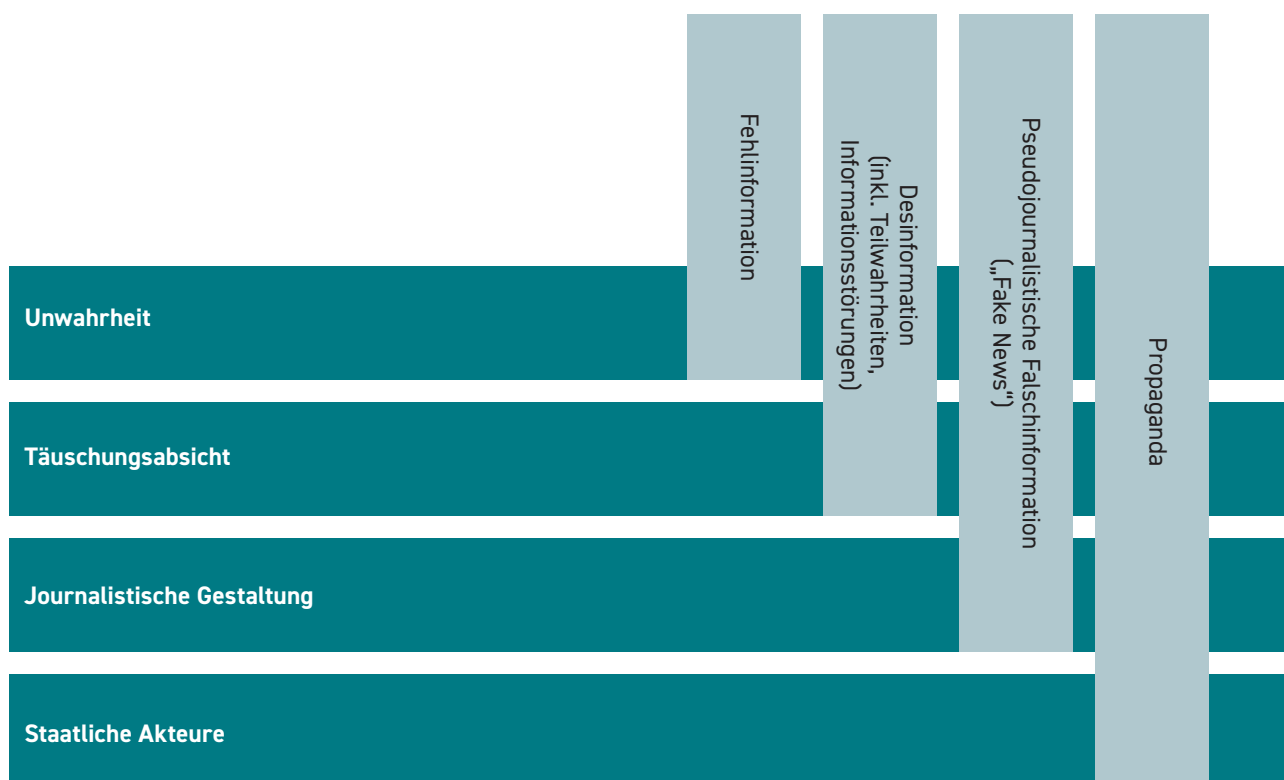 Fehlinformation
Desinformation
(inkl. Teilwahrheiten,
Informationsstörungen)
Pseudojournalistische Falschinformation
(„Fake News“)
Propaganda
Unwahrheit
Täuschungsabsicht
Journalistische Gestaltung
Staatliche Akteure